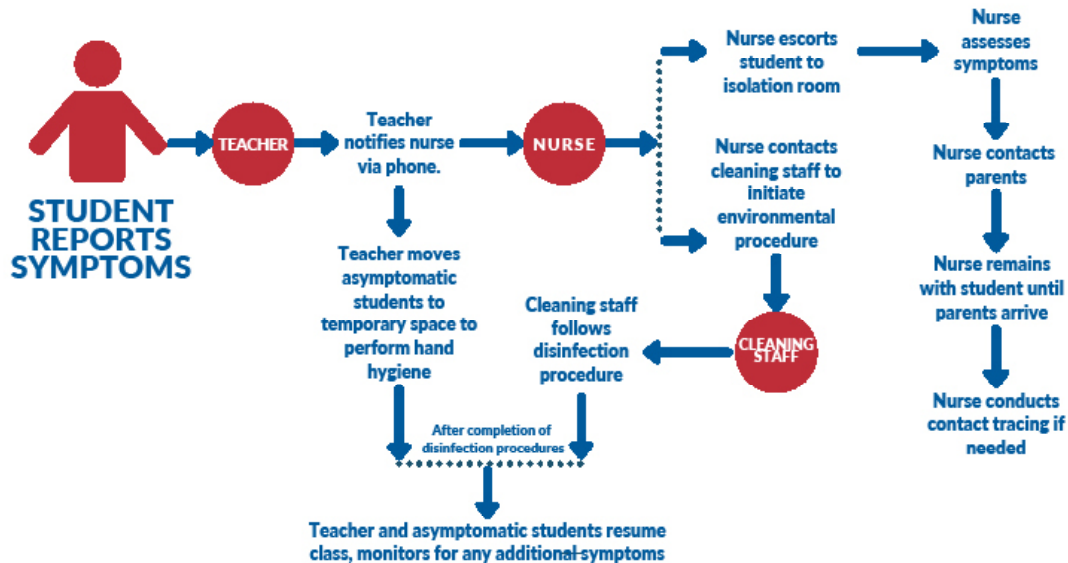 STUDENT
REPORTS
SYMPTOMS
TEACHER
Teacher
notifies nurse
via phone.
Teacher moves
asymptomatic
students to
temporary space to
perform hand
hygiene
NURSE
Nurse escorts
student to
isolation room
Nurse
assesses
symptoms
Nurse contacts
parents
Nurse remains
with student until
parents arrive
Nurse conducts
contact tracing if
needed
Nurse contacts
cleaning staff to
initiate
environmental
procedure
CLEANING
STAFF
Cleaning staff
follows
disinfection
procedure
After completion of
disinfection procedures
Teacher and asymptomatic students resume
class, monitors for any additional symptoms